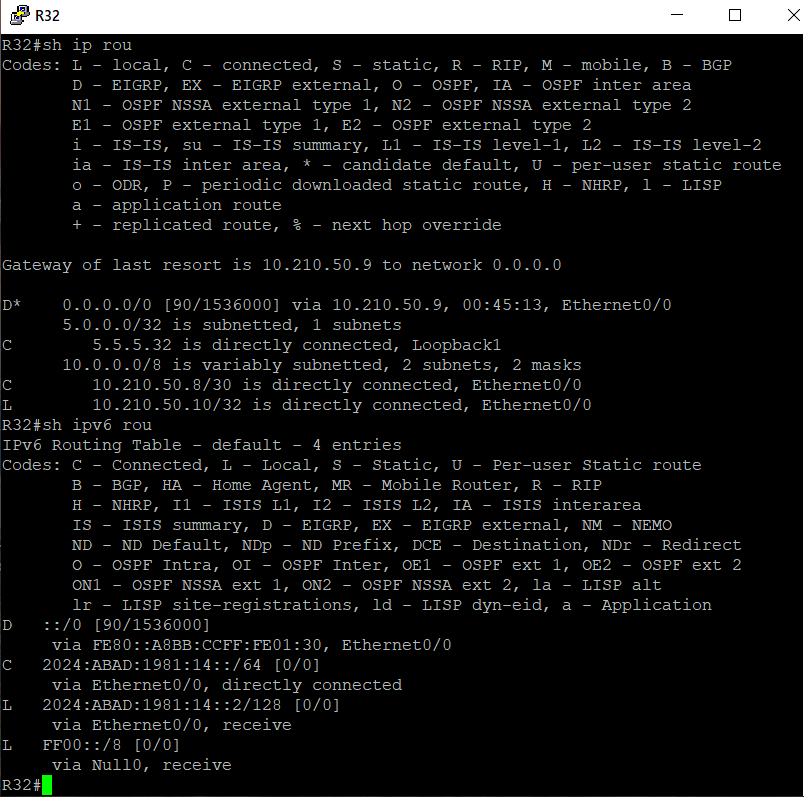 R32
R32#sh ip rou
Codes: L - local, C - connected, S - static, R - RIP, M - mobile, B - BGP
       D - EIGRP, EX - EIGRP external, O - OSPF, IA - OSPF inter area
       N1 - OSPF NSSA external type 1, N2 - OSPF NSSA external type 2
       E1 - OSPF external type 1, E2 - OSPF external type 2
       i - IS-IS, su - IS-IS summary, L1 - IS-IS level-1, L2 - IS-IS level-2
       ia - IS-IS inter area, * - candidate default, U - per-user static route
       o - ODR, P - periodic downloaded static route, H - NHRP, l - LISP
       a - application route
       + - replicated route, % - next hop override

Gateway of last resort is 10.210.50.9 to network 0.0.0.0

D*    0.0.0.0/0 [90/1536000] via 10.210.50.9, 00:45:13, Ethernet0/0
      5.0.0.0/32 is subnetted, 1 subnets
C        5.5.5.32 is directly connected, Loopback1
      10.0.0.0/8 is variably subnetted, 2 subnets, 2 masks
C        10.210.50.8/30 is directly connected, Ethernet0/0
L        10.210.50.10/32 is directly connected, Ethernet0/0
R32#sh ipv6 rou
IPv6 Routing Table - default - 4 entries
Codes: C - Connected, L - Local, S - Static, U - Per-user Static route
       B - BGP, HA - Home Agent, MR - Mobile Router, R - RIP
       H - NHRP, I1 - ISIS L1, I2 - ISIS L2, IA - ISIS interarea
       IS - ISIS summary, D - EIGRP, EX - EIGRP external, NM - NEMO
       ND - ND Default, NDp - ND Prefix, DCE - Destination, NDr - Redirect
       O - OSPF Intra, OI - OSPF Inter, OE1 - OSPF ext 1, OE2 - OSPF ext 2
       ON1 - OSPF NSSA ext 1, ON2 - OSPF NSSA ext 2, la - LISP alt
       lr - LISP site-registrations, ld - LISP dyn-eid, a - Application
D   ::/0 [90/1536000]
     via FE80::A8BB:CCFF:FE01:30, Ethernet0/0
C   2024:ABAD:1981:14::/64 [0/0]
     via Ethernet0/0, directly connected
L   2024:ABAD:1981:14::2/128 [0/0]
     via Ethernet0/0, receive
L   FF00::/8 [0/0]
     via Null0, receive
R32#